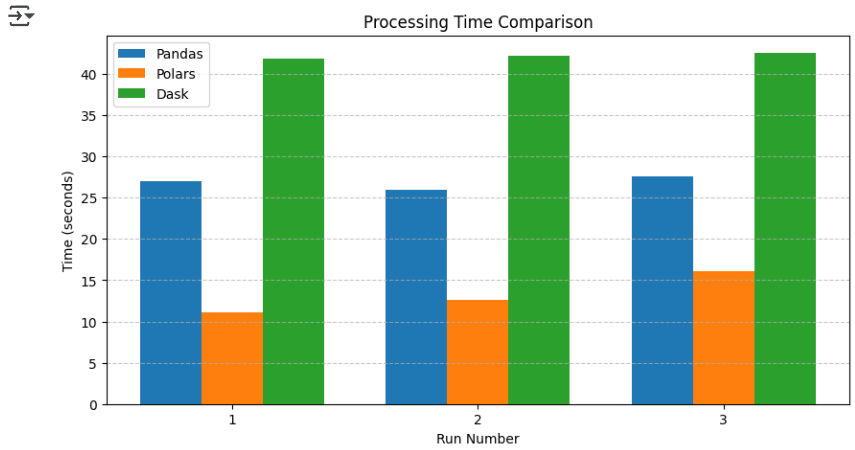 Processing Time Comparison
Pandas
Polars
Dask
40
35
30
25
20
15
10
5
0
Time (seconds)
1 2 3
Run Number